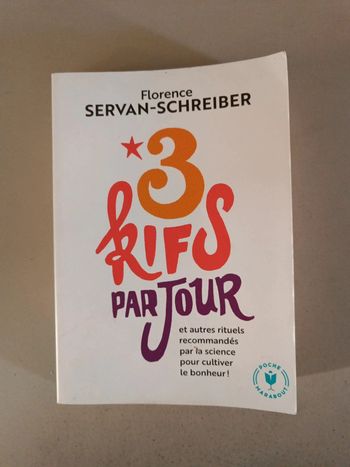 Florence
SERVAN-SCHREIBER
*3
KIFS
PAR JOUR
et autres rituels
recommandés
par la science
pour cultiver
le bonheur !
POCHE
MARABOUT